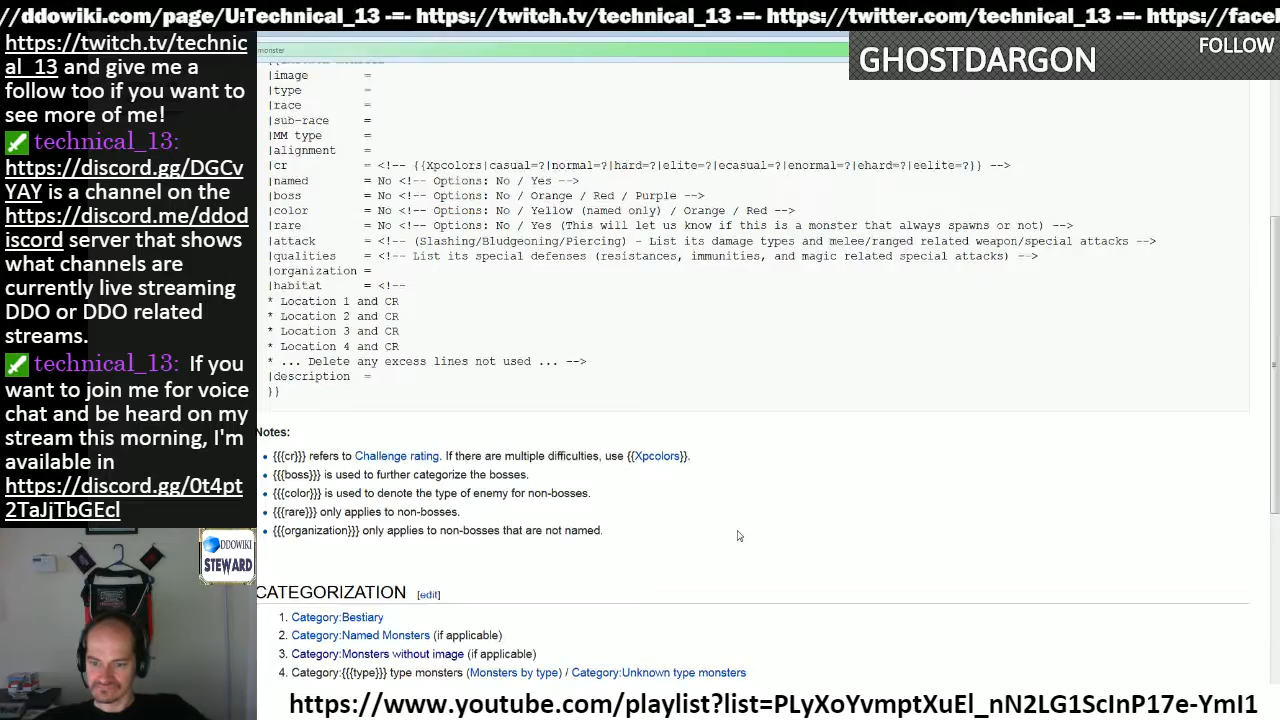 //ddowiki.com/page/U:Technical_13 -=- https://twitch.tv/technical_13 -=- https://twitter.com/technical_13 -=- https://facel
https://twitch.tv/technic
al_13 and give me a
follow too if you want to
see more of me!
technical_13:
https://discord.gg/DGCv
YAY is a channel on the
https://discord.me/ddod
iscord server that shows
what channels are
currently live streaming
DDO or DDO related
streams.
technical_13: If you
want to join me for voice
chat and be heard on my
stream this morning, I'm
available in
https://discord.gg/0t4pt
2TaJjTbGEcl
monster
GHOSTDARGON
FOLLOW
|image =
|type =
|race =
|sub-race =
|MM type =
|alignment =
|cr = <!-- {{Xpcolors|casual=?|normal=?|hard=?|elite=?|ecasual=?|enormal=?|ehard=?|eelite=?}} -->
|named = No <!-- Options: No / Yes -->
|boss = No <!-- Options: No / Orange / Red / Purple -->
|color = No <!-- Options: No / Yellow (named only) / Orange / Red -->
|rare = No <!-- Options: No / Yes (This will let us know if this is a monster that always spawns or not) -->
|attack = <!-- (Slashing/Bludgeoning/Piercing) - List its damage types and melee/ranged related weapon/special attacks -->
|qualities = <!-- List its special defenses (resistances, immunities, and magic related special attacks) -->
|organization =
|habitat = <!--
* Location 1 and CR
* Location 2 and CR
* Location 3 and CR
* Location 4 and CR
* ... Delete any excess lines not used ... -->
|description =
}}
Notes:
{{{cr}}} refers to Challenge rating. If there are multiple difficulties, use {{Xpcolors}}.
{{{boss}}} is used to further categorize the bosses.
{{{color}}} is used to denote the type of enemy for non-bosses.
{{{rare}}} only applies to non-bosses.
{{{organization}}} only applies to non-bosses that are not named.
CATEGORIZATION [edit]
1. Category:Bestiary
2. Category:Named Monsters (if applicable)
3. Category:Monsters without image (if applicable)
4. Category:{{{type}}} type monsters (Monsters by type) / Category:Unknown type monsters
DDOWIKI
STEWARD
https://www.youtube.com/playlist?list=PLyXoYvmptXuEl_nN2LG1ScInP17e-YmI1